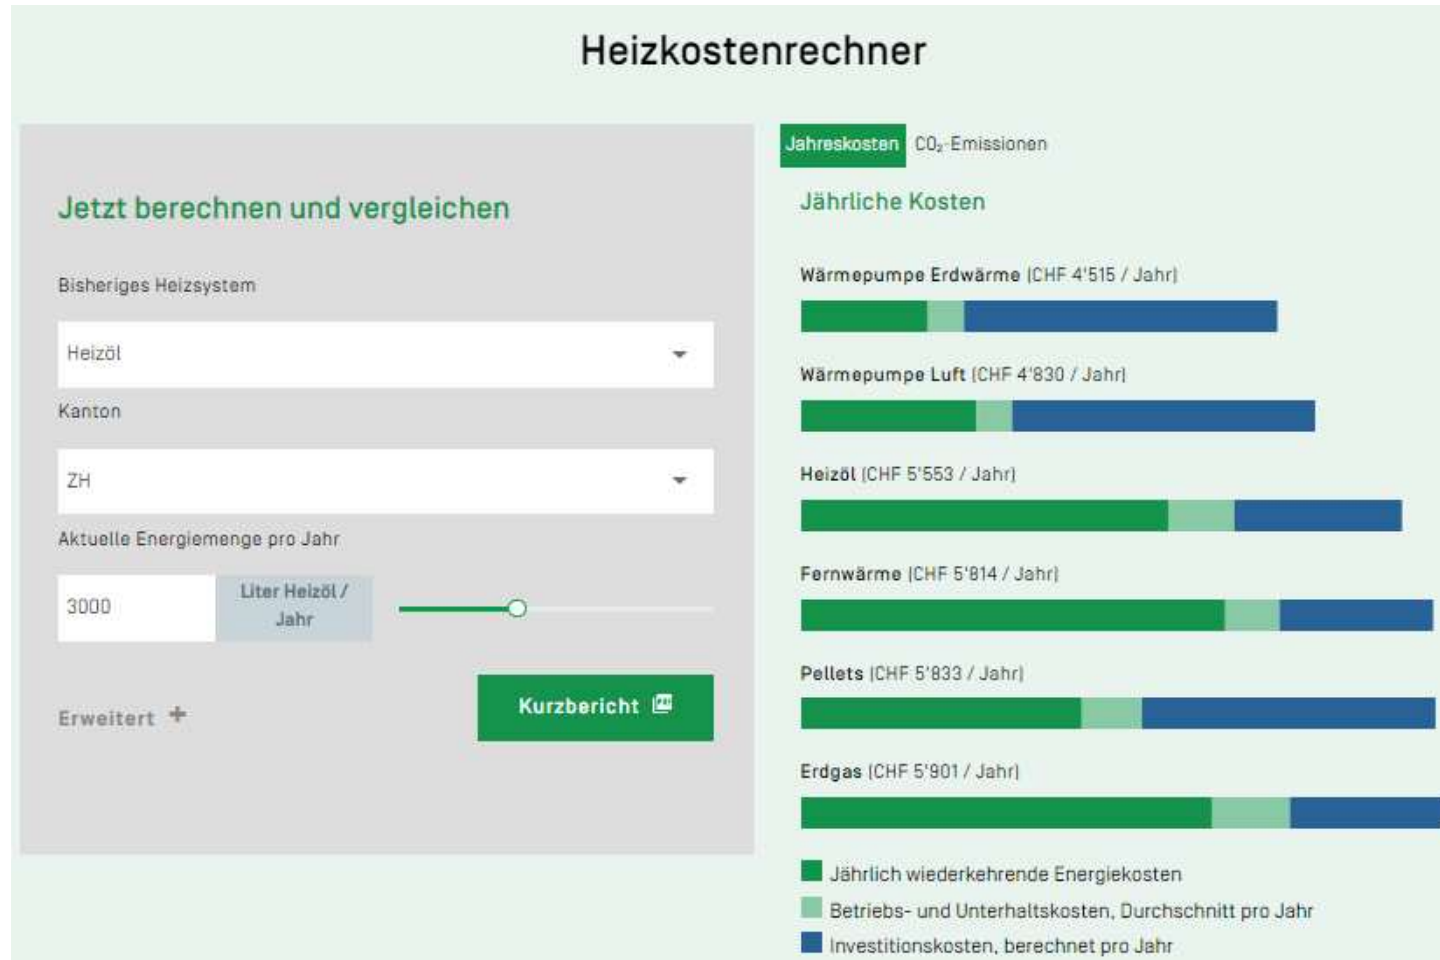 Heizkostenrechner
Jetzt berechnen und vergleichen
Bisheriges Heizsystem
Heizöl
Kanton
ZH
Aktuelle Energiemenge pro Jahr
3000
Liter Heizöl /
Jahr
Erweitert +
Kurzbericht
Jahreskosten CO₂-Emissionen
Jährliche Kosten
Wärmepumpe Erdwärme (CHF 4'515 / Jahr)
Wärmepumpe Luft (CHF 4'830 / Jahr)
Heizöl (CHF 5'553 / Jahr)
Fernwärme (CHF 5'814 / Jahr)
Pellets (CHF 5'833 / Jahr)
Erdgas (CHF 5'901 / Jahr)
Jährlich wiederkehrende Energiekosten
Betriebs- und Unterhaltskosten, Durchschnitt pro Jahr
Investitionskosten, berechnet pro Jahr